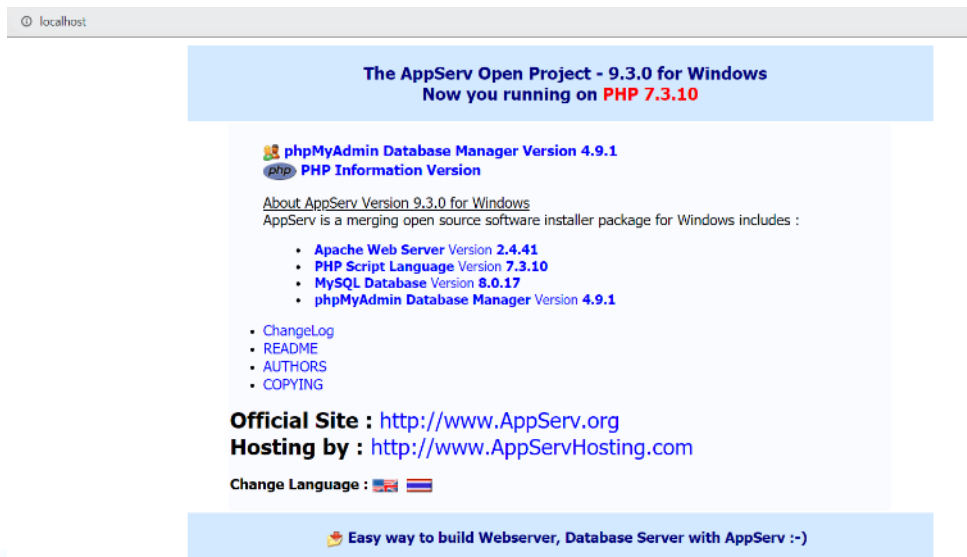 localhost
The AppServ Open Project - 9.3.0 for Windows
Now you running on PHP 7.3.10
phpMyAdmin Database Manager Version 4.9.1
php PHP Information Version
About AppServ Version 9.3.0 for Windows
AppServ is a merging open source software installer package for Windows includes :
• Apache Web Server Version 2.4.41
• PHP Script Language Version 7.3.10
• MySQL Database Version 8.0.17
• phpMyAdmin Database Manager Version 4.9.1
• ChangeLog
• README
• AUTHORS
• COPYING
Official Site : http://www.AppServ.org
Hosting by : http://www.AppServHosting.com
Change Language :
Easy way to build Webserver, Database Server with AppServ :-)